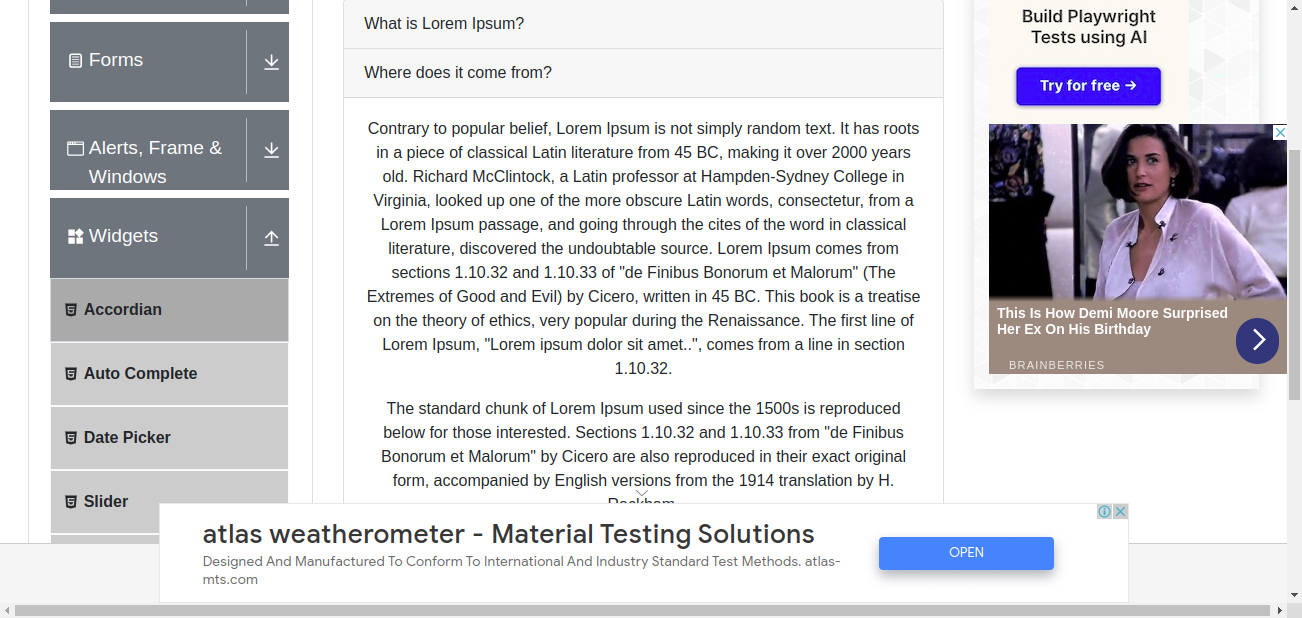 Forms
Alerts, Frame &
Windows
Widgets
Accordian
Auto Complete
Date Picker
Slider
What is Lorem Ipsum?
Where does it come from?
Contrary to popular belief, Lorem Ipsum is not simply random text. It has roots
in a piece of classical Latin literature from 45 BC, making it over 2000 years
old. Richard McClintock, a Latin professor at Hampden-Sydney College in
Virginia, looked up one of the more obscure Latin words, consectetur, from a
Lorem Ipsum passage, and going through the cites of the word in classical
literature, discovered the undoubtable source. Lorem Ipsum comes from
sections 1.10.32 and 1.10.33 of "de Finibus Bonorum et Malorum" (The
Extremes of Good and Evil) by Cicero, written in 45 BC. This book is a treatise
on the theory of ethics, very popular during the Renaissance. The first line of
Lorem Ipsum, "Lorem ipsum dolor sit amet..", comes from a line in section
1.10.32.
The standard chunk of Lorem Ipsum used since the 1500s is reproduced
below for those interested. Sections 1.10.32 and 1.10.33 from "de Finibus
Bonorum et Malorum" by Cicero are also reproduced in their exact original
form, accompanied by English versions from the 1914 translation by H.
Build Playwright
Tests using AI
Try for free →
This Is How Demi Moore Surprised
Her Ex On His Birthday
BRAINBERRIES
atlas weatherometer - Material Testing Solutions
Designed And Manufactured To Conform To International And Industry Standard Test Methods. atlas-
mts.com
OPEN